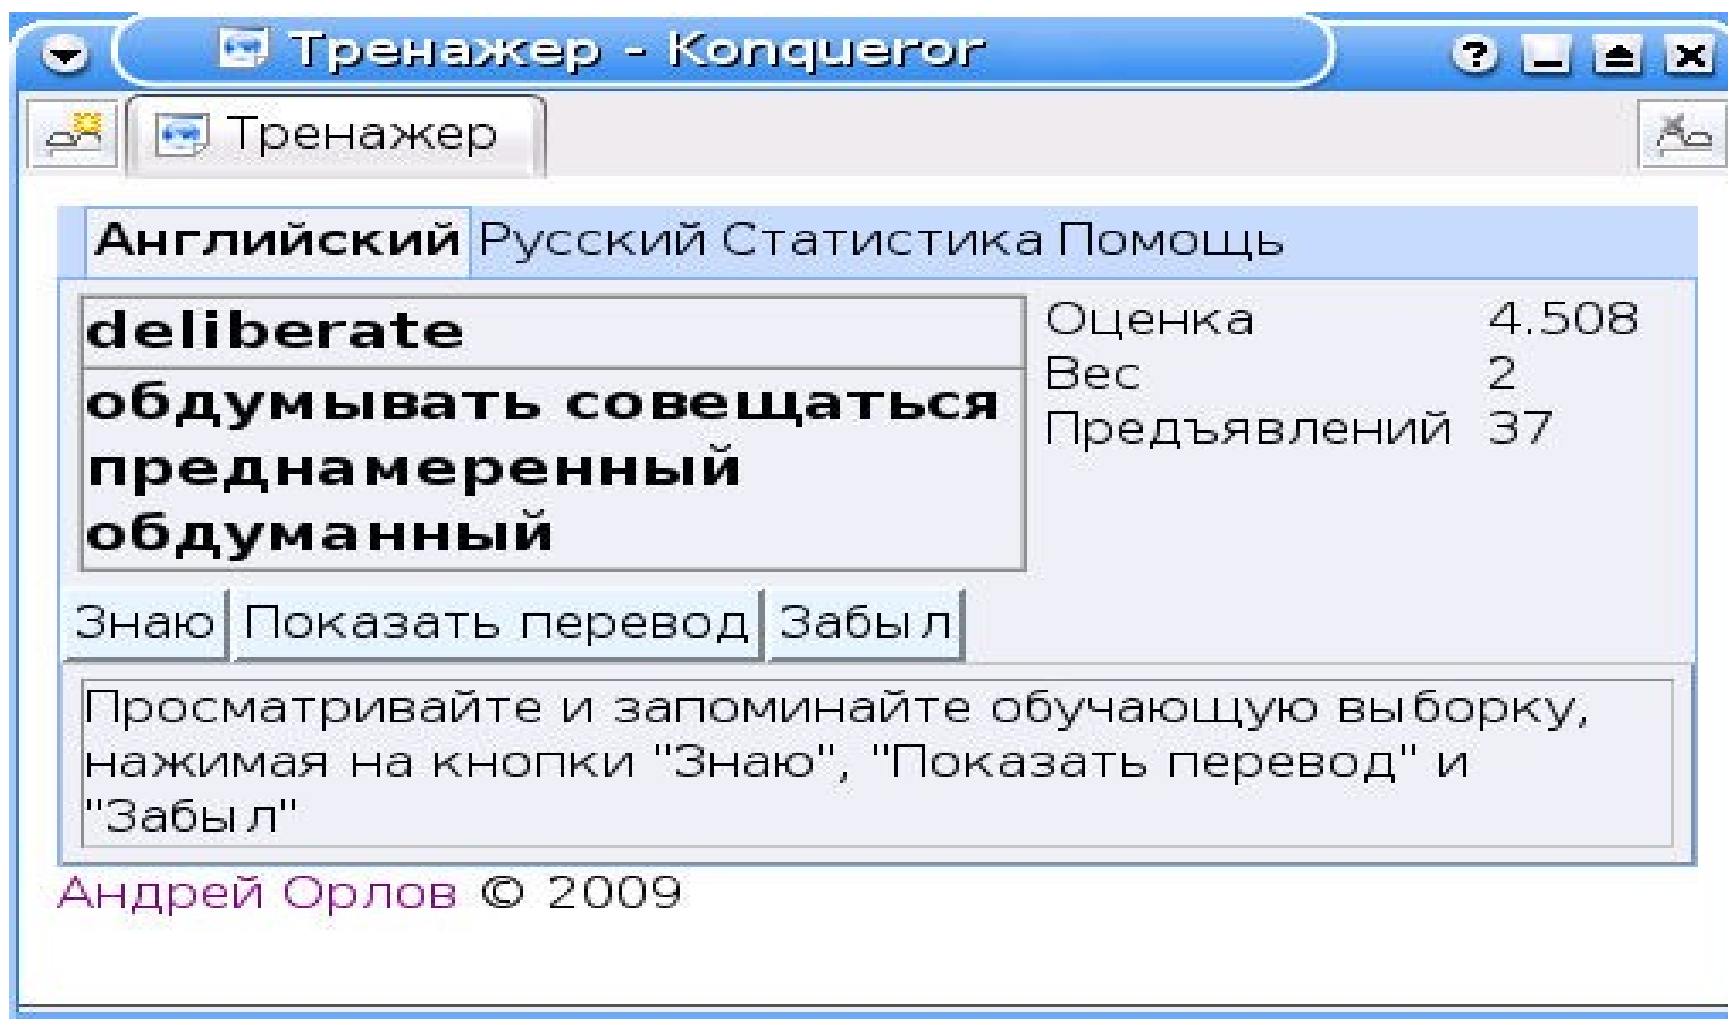 Тренажер - Konqueror
Тренажер
Английский Русский Статистика Помощь
deliberate
обдумывать совещаться
преднамеренный
обдуманный
Оценка 4.508
Вес 2
Предъявлений 37
Знаю Показать перевод Забыл
Просматривайте и запоминайте обучающую выборку,
нажимая на кнопки "Знаю", "Показать перевод" и
"Забыл"
Андрей Орлов © 2009